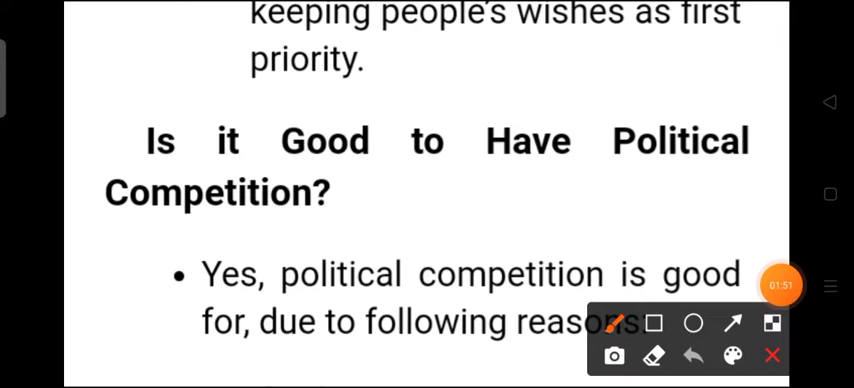 keeping people's wishes as first
priority.
Is it Good to Have Political
Competition?
• Yes, political competition is good
for, due to following reasons:
01:51